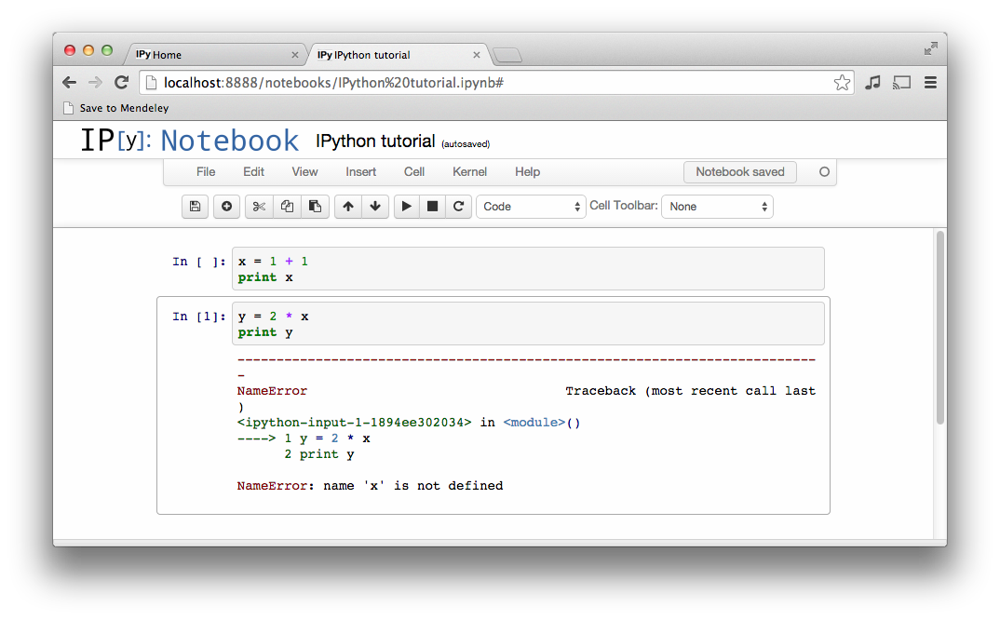 IPy Home
IPy IPython tutorial
localhost:8888/notebooks/IPython%20tutorial.ipynb#
Save to Mendeley
IP[y]: Notebook IPython tutorial (autosaved)
File Edit View Insert Cell Kernel Help Notebook saved
Code Cell Toolbar: None
In [ ]: x = 1 + 1
print x
In [1]: y = 2 * x
print y
---------------------------------------------------------------------------
NameError Traceback (most recent call last
)
<ipython-input-1-1894ee302034> in <module>()
----> 1 y = 2 * x
2 print y
NameError: name 'x' is not defined